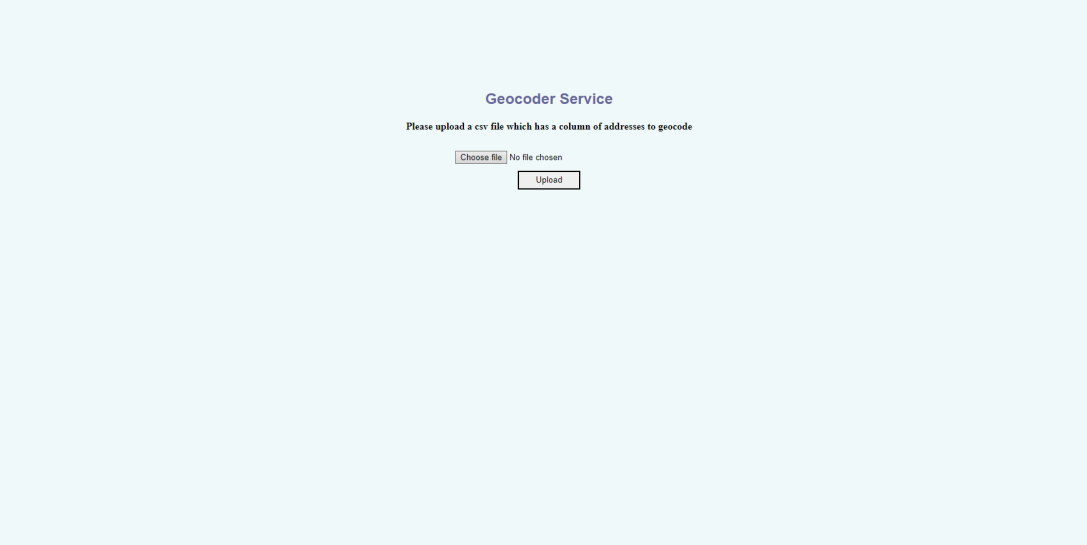 Geocoder Service
Please upload a csv file which has a column of addresses to geocode
Choose file No file chosen
Upload